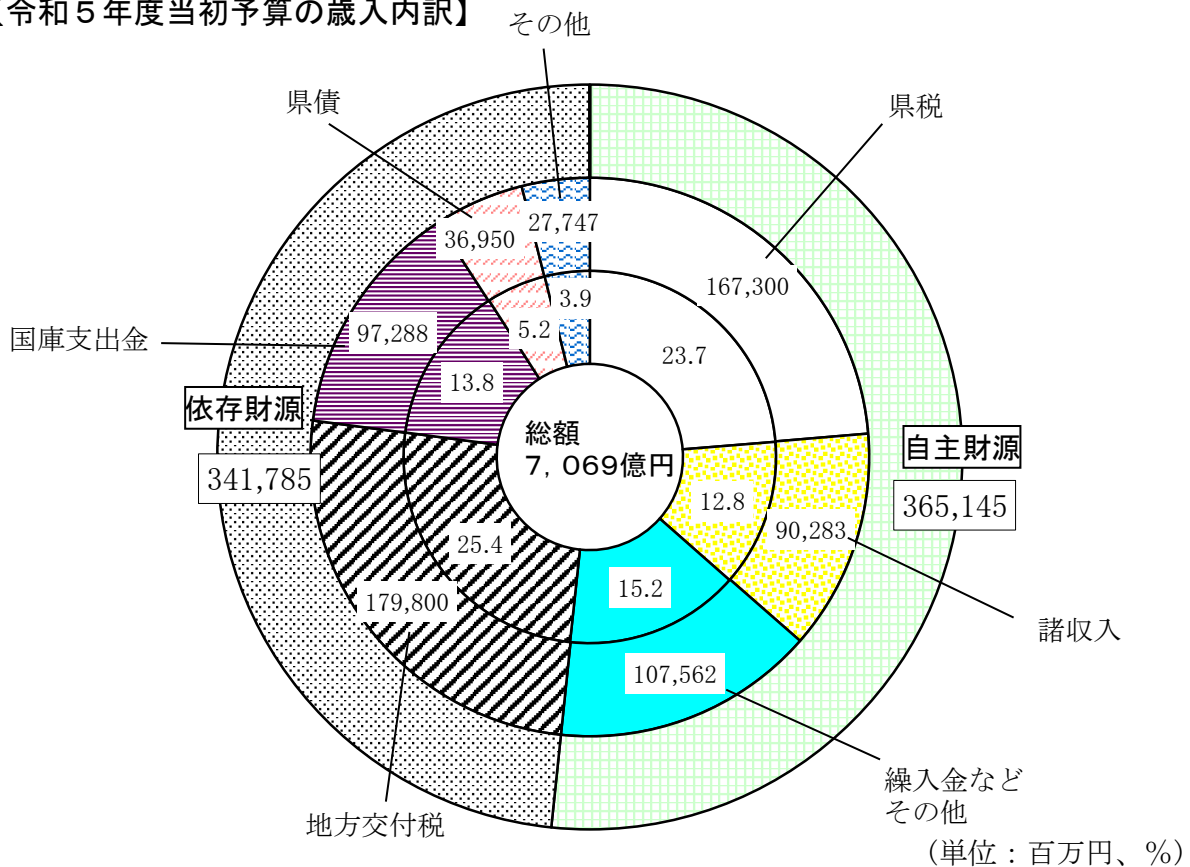 【令和５年度当初予算の歳入内訳】
その他
県債
県税
27,747
36,950
167,300
3.9
5.2
23.7
97,288
国庫支出金
13.8
依存財源
341,785
総額
７，０６９億円
自主財源
365,145
12.8
90,283
25.4
15.2
179,800
諸収入
107,562
繰入金など
その他
地方交付税
（単位：百万円、％）